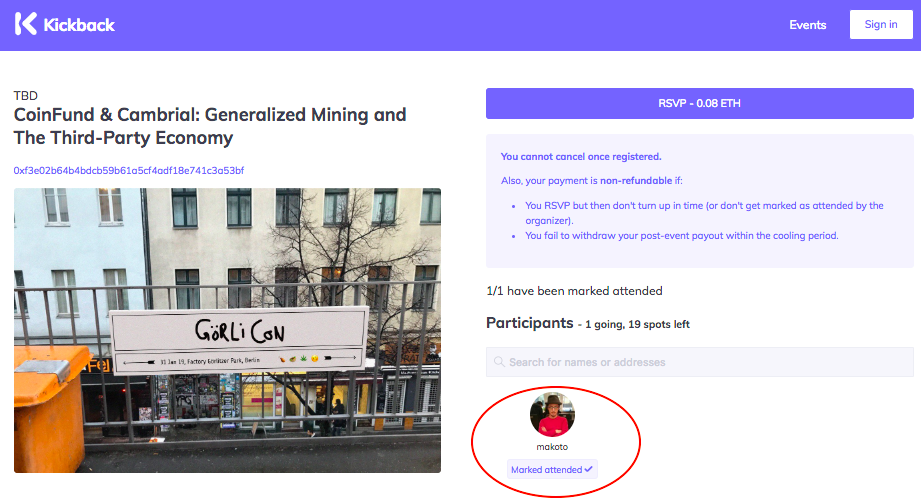 Kickback
Events
Sign in
TBD
CoinFund & Cambrial: Generalized Mining and
The Third-Party Economy
0xf3e02b64b4bdcb59b61a5cf4adf18e741c3a53bf
GöRLi CoN
31 Jan 19, Factory Görlitzer Park, Berlin
RSVP - 0.08 ETH
You cannot cancel once registered.
Also, your payment is non-refundable if:
• You RSVP but then don't turn up in time (or don't get marked as attended by the
organizer).
• You fail to withdraw your post-event payout within the cooling period.
1/1 have been marked attended
Participants - 1 going, 19 spots left
Search for names or addresses
makoto
Marked attended ✔